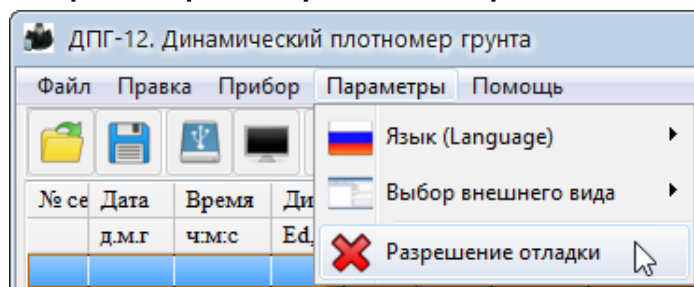 ДПГ-12. Динамический плотномер грунта
Файл Правка Прибор Параметры Помощь
Язык (Language)
Выбор внешнего вида
№ се Дата Время Ди
д.м.г ч:м:с Ed,
Разрешение отладки